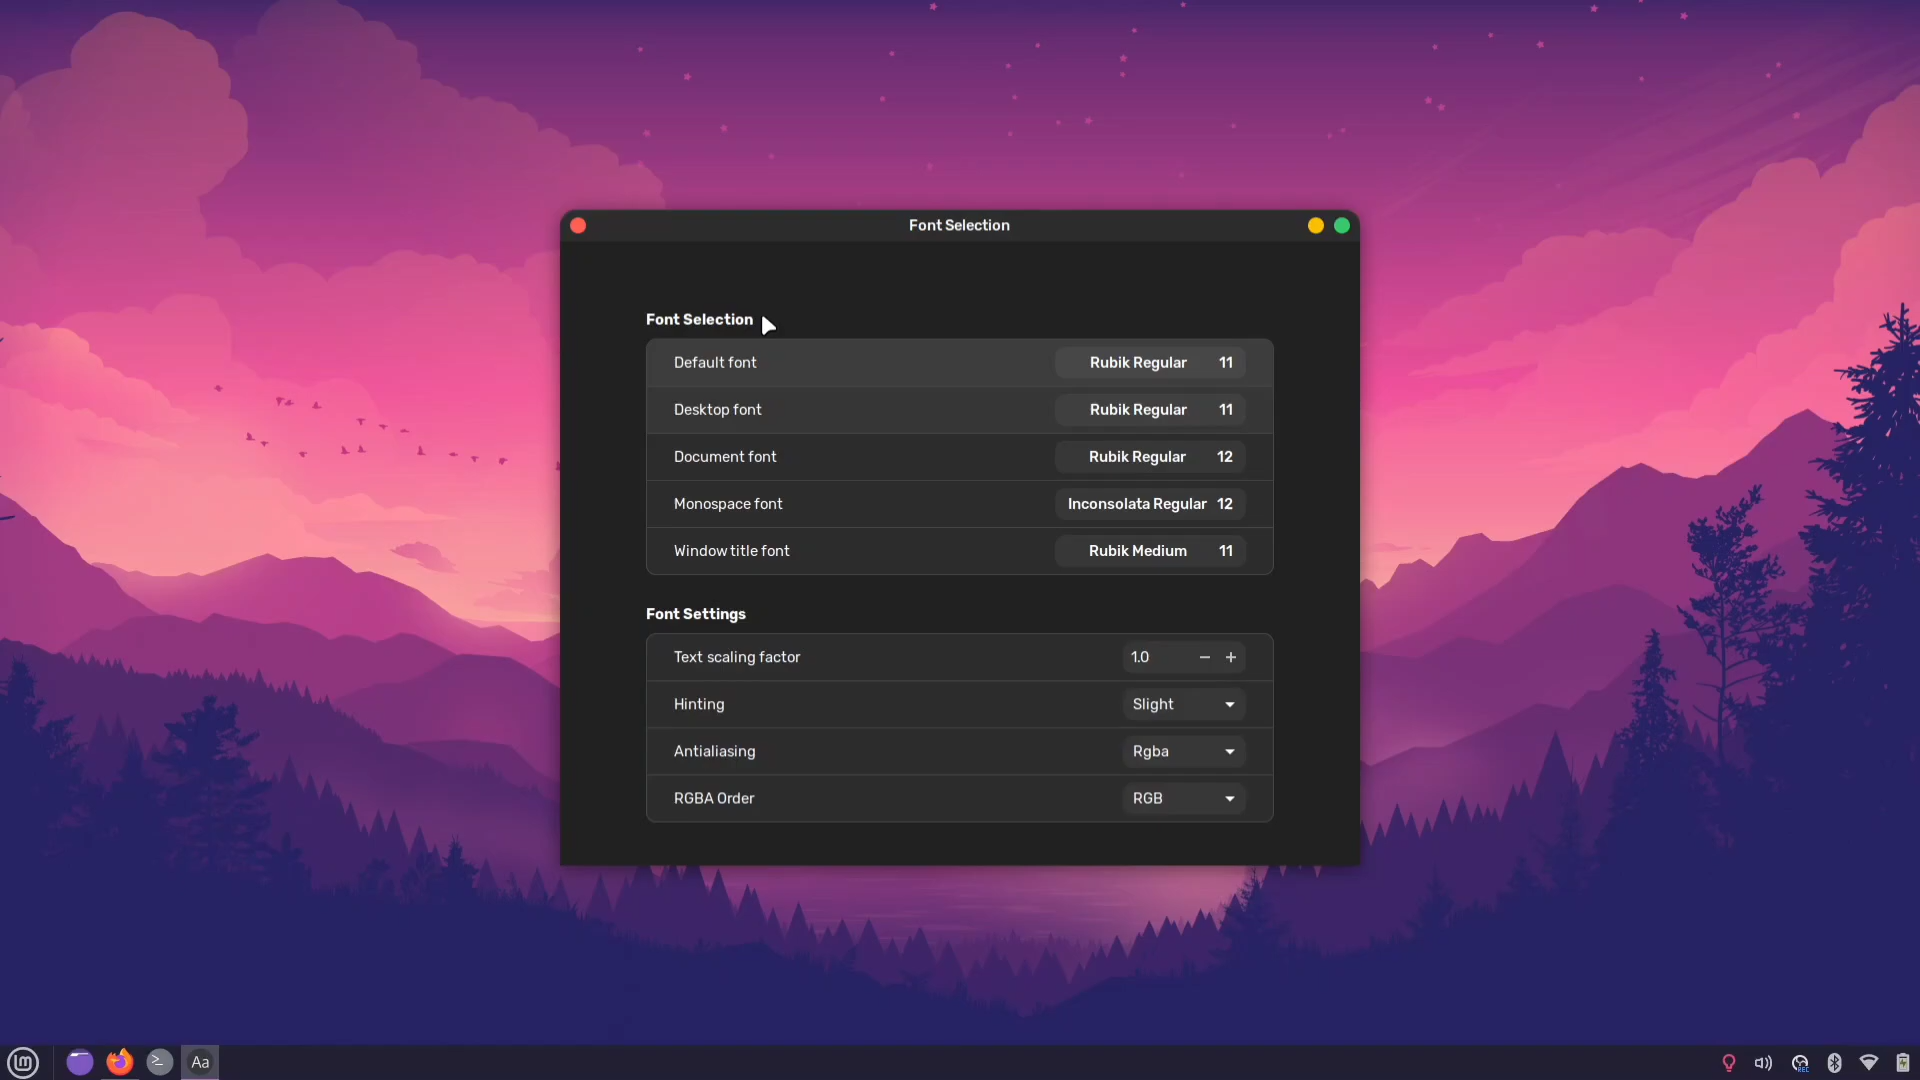 Font Selection
Font Selection
Default font Rubik Regular 11
Desktop font Rubik Regular 11
Document font Rubik Regular 12
Monospace font Inconsolata Regular 12
Window title font Rubik Medium 11
Font Settings
Text scaling factor 1.0 − +
Hinting Slight
Antialiasing Rgba
RGBA Order RGB
>_ Aa REC